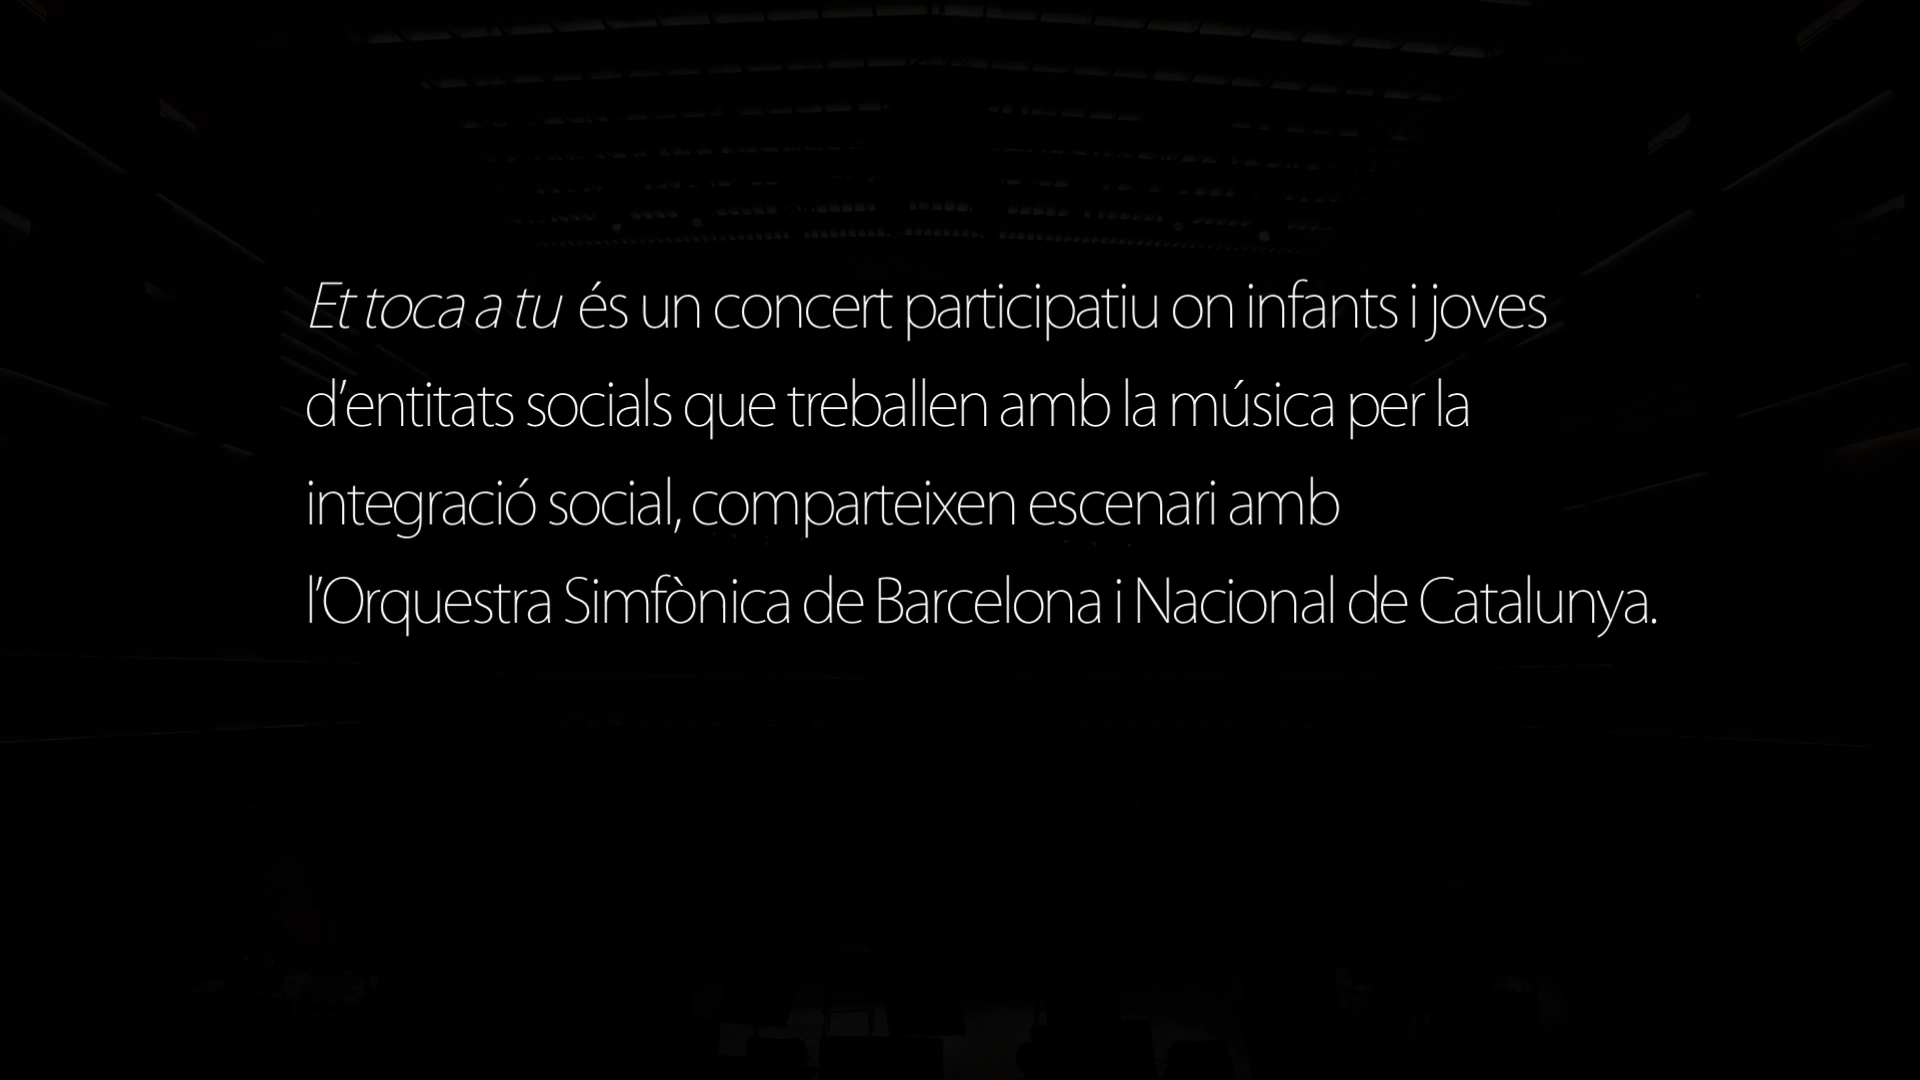 Et toca a tu és un concert participatiu on infants i joves
d’entitats socials que treballen amb la música per la
integració social, comparteixen escenari amb
l’Orquestra Simfònica de Barcelona i Nacional de Catalunya.